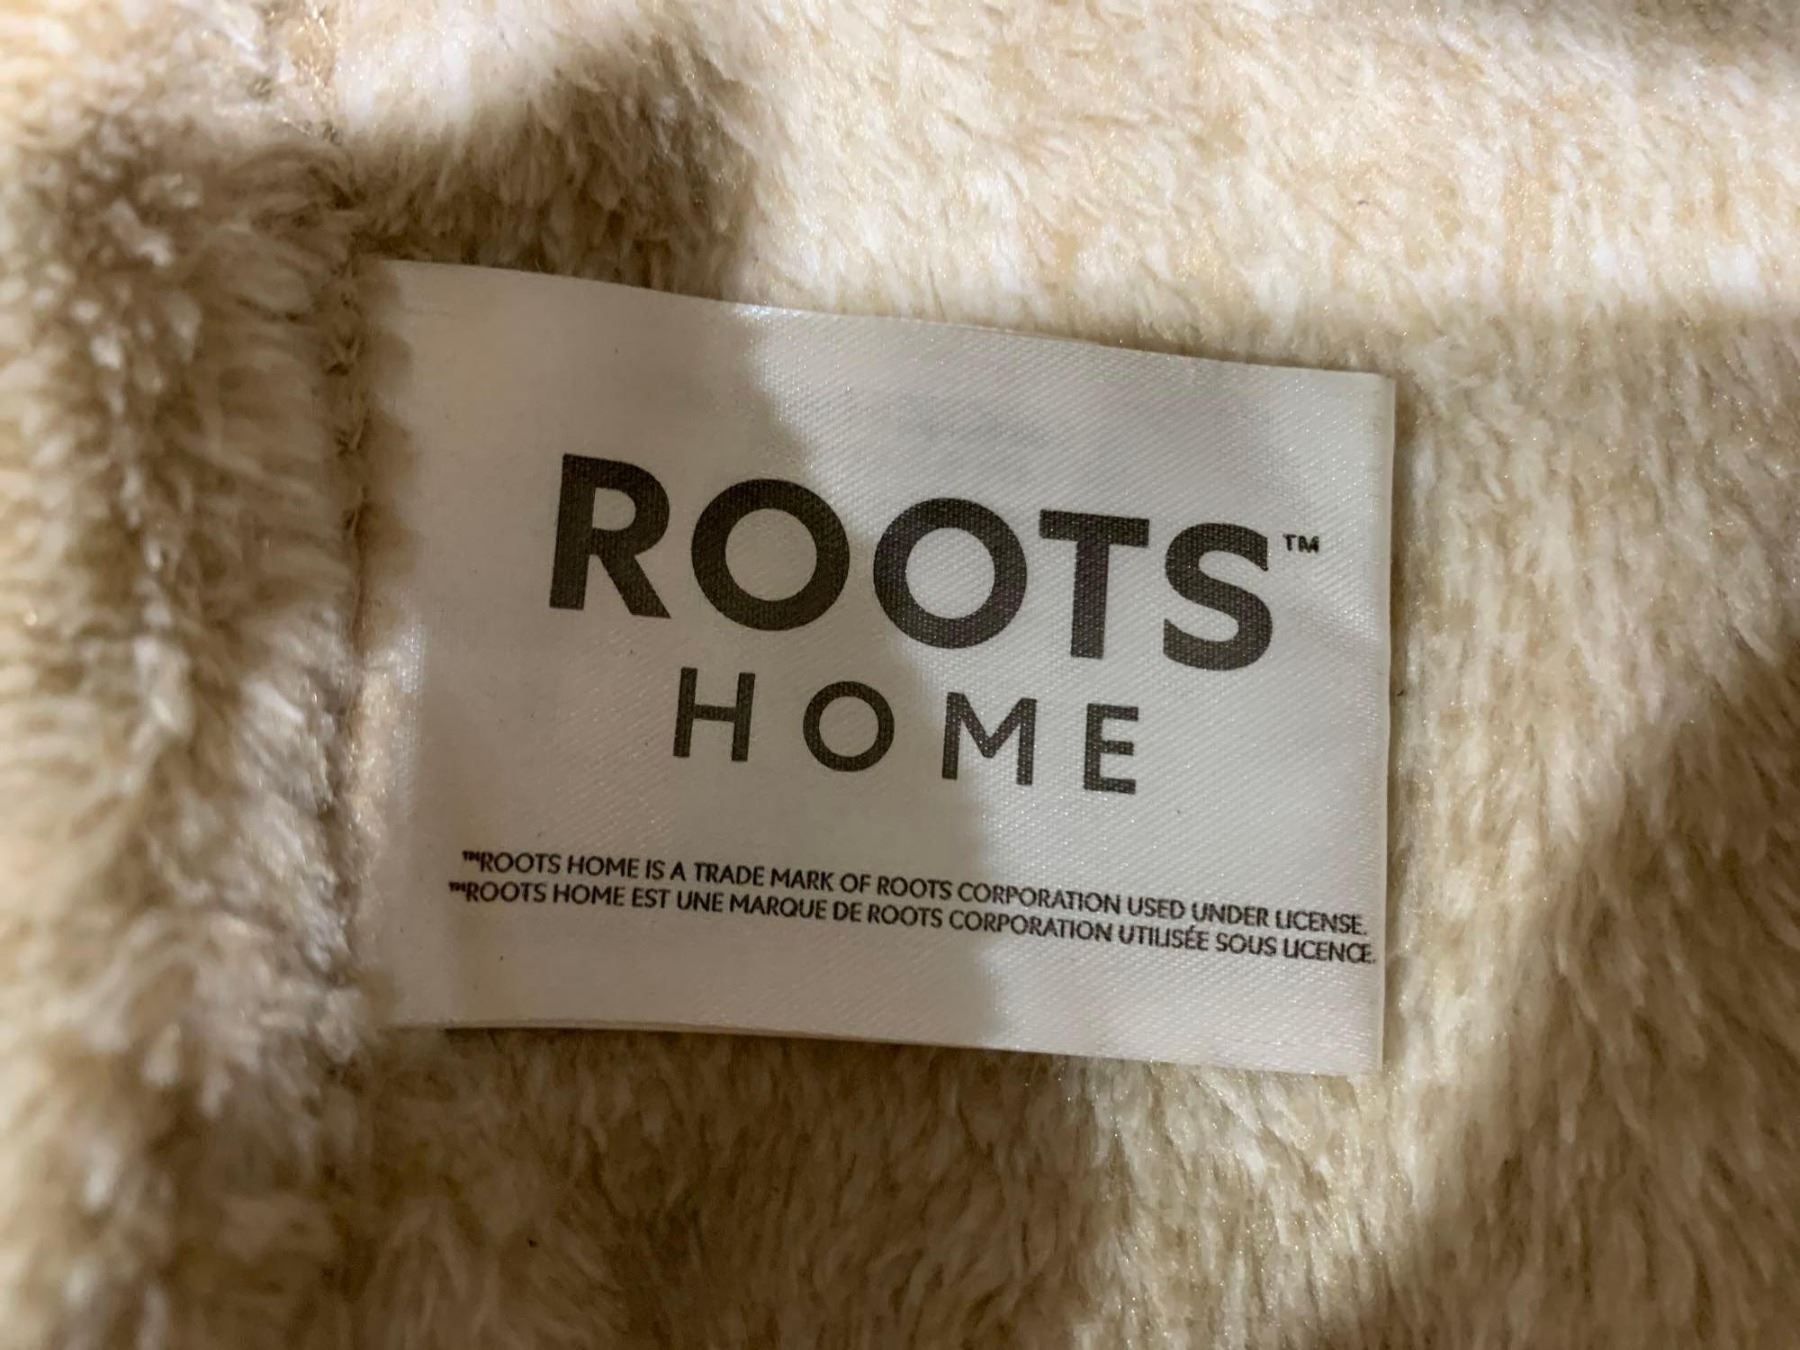 ROOTS™
HOME
™ROOTS HOME IS A TRADE MARK OF ROOTS CORPORATION USED UNDER LICENSE.
™ROOTS HOME EST UNE MARQUE DE ROOTS CORPORATION UTILISÉE SOUS LICENCE.